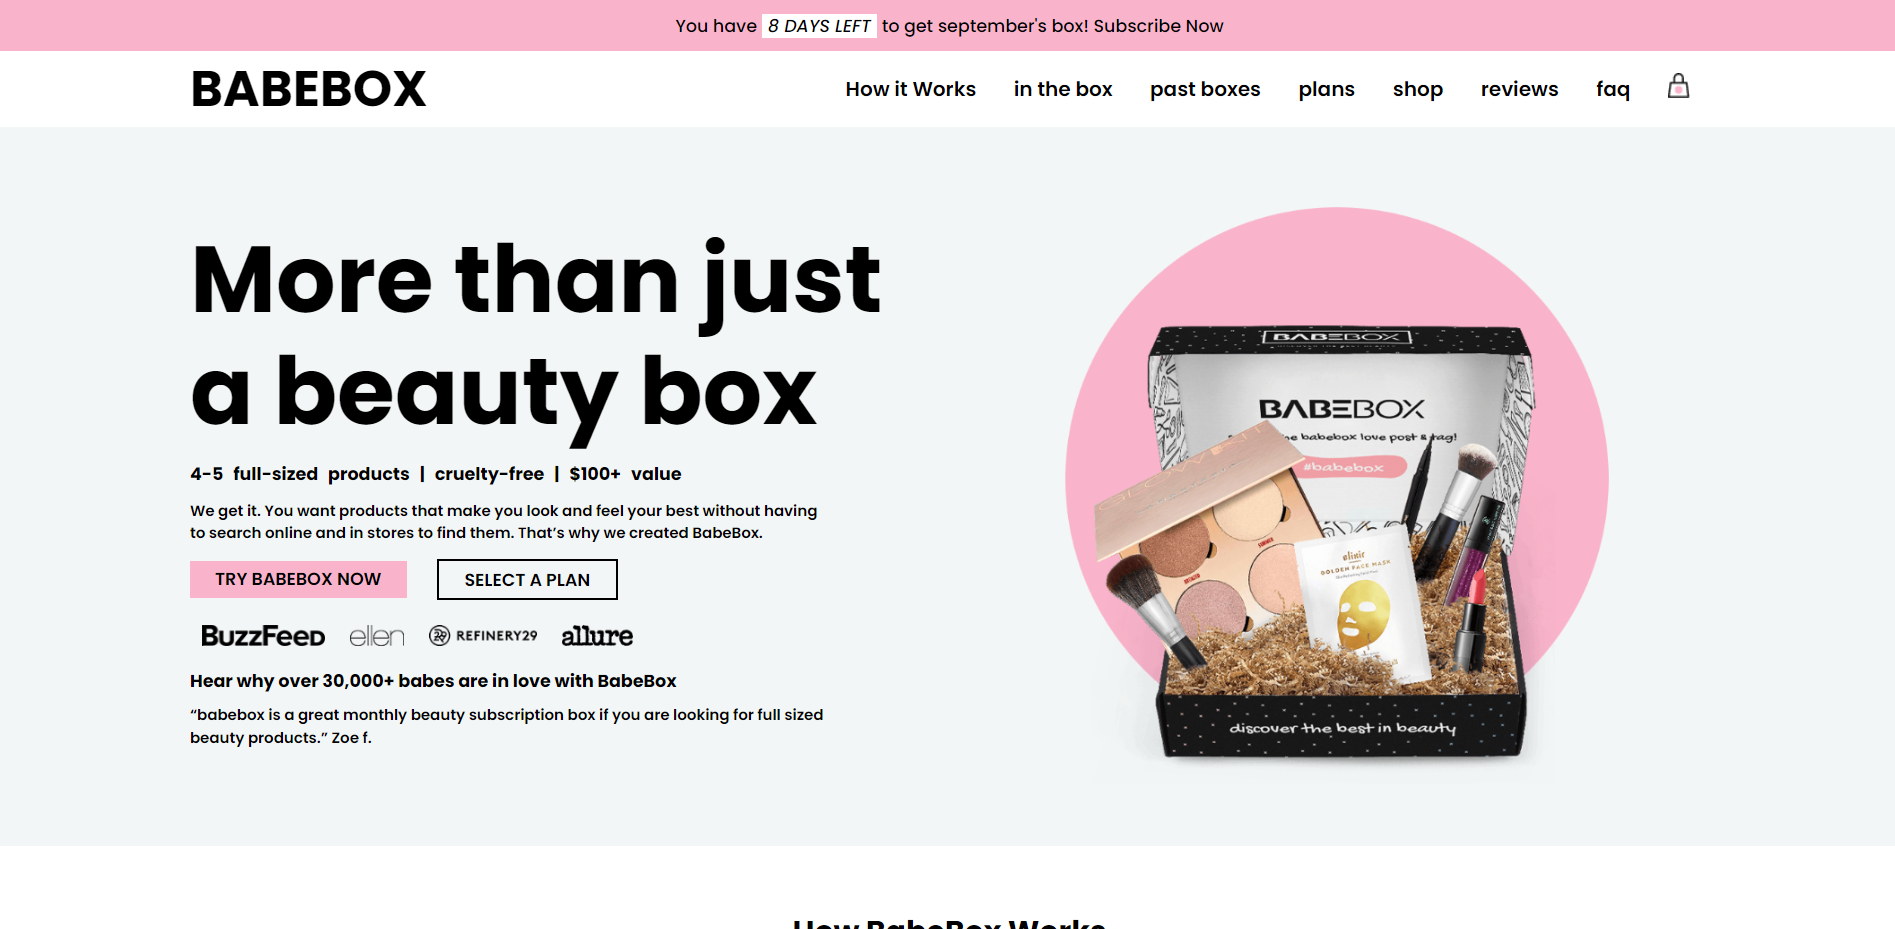 You have 8 DAYS LEFT to get september's box! Subscribe Now
BABEBOX
How it Works in the box past boxes plans shop reviews faq
More than just
a beauty box
4-5 full-sized products | cruelty-free | $100+ value
We get it. You want products that make you look and feel your best without having
to search online and in stores to find them. That’s why we created BabeBox.
TRY BABEBOX NOW SELECT A PLAN
BuzzFeed ellen REFINERY29 allure
Hear why over 30,000+ babes are in love with BabeBox
“babebox is a great monthly beauty subscription box if you are looking for full sized
beauty products.” Zoe f.
BABEBOX
BABEBOX
babebox love post & tag!
#babebox
elixir
GOLDEN FACE MASK
discover the best in beauty
How BabeBox Works